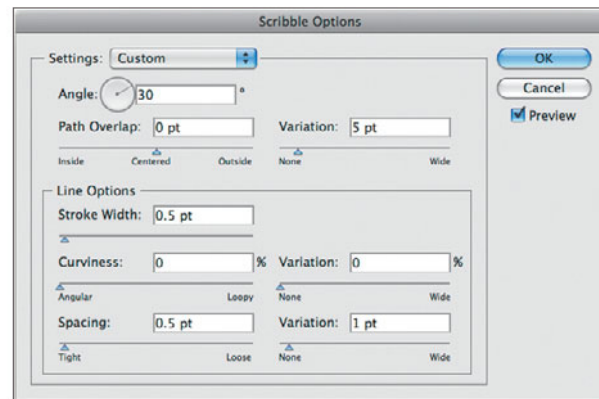 Scribble Options
Settings: Custom
OK
Angle: 30 °
Cancel
Preview
Path Overlap: 0 pt Variation: 5 pt
Inside Centered Outside None Wide
Line Options
Stroke Width: 0.5 pt
Curviness: 0 % Variation: 0 %
Angular Loopy None Wide
Spacing: 0.5 pt Variation: 1 pt
Tight Loose None Wide